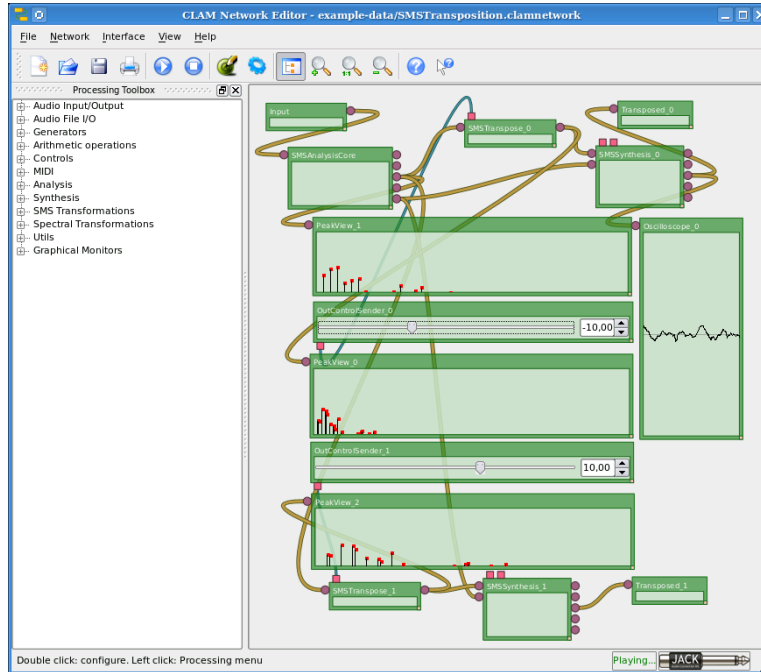 CLAM Network Editor - example-data/SMSTransposition.clamnetwork
File Network Interface View Help
Processing Toolbox
Audio Input/Output
Audio File I/O
Generators
Arithmetic operations
Controls
MIDI
Analysis
Synthesis
SMS Transformations
Spectral Transformations
Utils
Graphical Monitors
Input
Transposed_0
SMSTranspose_0
SMSAnalysisCore
SMSSynthesis_0
PeakView_1
Oscilloscope_0
OutControlSender_0
-10,00
PeakView_0
OutControlSender_1
10,00
PeakView_2
SMSTranspose_1
SMSSynthesis_1
Transposed_1
Double click: configure. Left click: Processing menu
Playing...
JACK